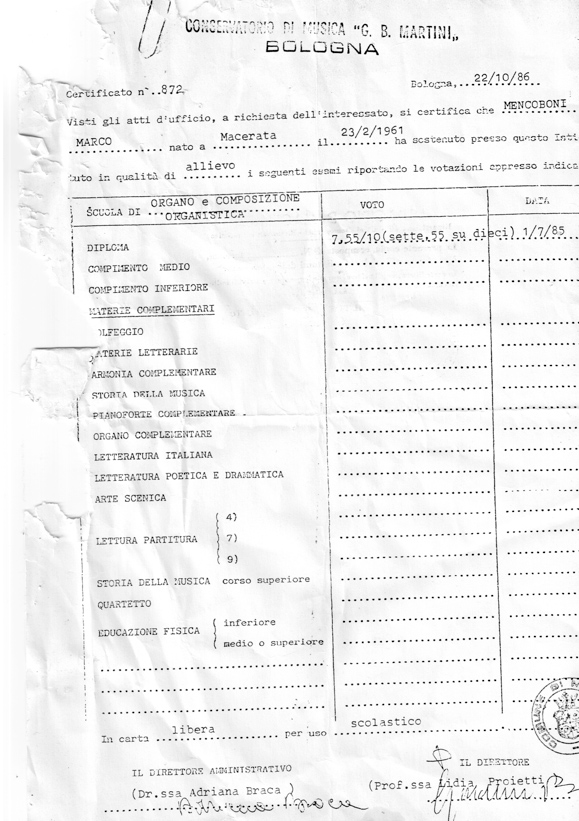 CONSERVATORIO DI MUSICA "G. B. MARTINI„
BOLOGNA
Bologna,...22/10/86
Certificato n°..872
Visti gli atti d'ufficio, a richiesta dell'interessato, si certifica che MENCOBONI
MARCO nato a Macerata il 23/2/1961 ha sostenuto presso questo Isti
tuto in qualità di allievo i seguenti esami riportando le votazioni appresso indica
SCUOLA DI ORGANO e COMPOSIZIONE ORGANISTICA VOTO DATA
DIPLOMA 7,55/10(sette,55 su dieci) 1/7/85
COMPIMENTO MEDIO
COMPIMENTO INFERIORE
MATERIE COMPLEMENTARI
OLFEGGIO
ATERIE LETTERARIE
ARMONIA COMPLEMENTARE
STORIA DELLA MUSICA
PIANOFORTE COMPLEMENTARE
ORGANO COMPLEMENTARE
LETTERATURA ITALIANA
LETTERATURA POETICA E DRAMMATICA
ARTE SCENICA
4)
LETTURA PARTITURA 7)
9)
STORIA DELLA MUSICA corso superiore
QUARTETTO
EDUCAZIONE FISICA inferiore
medio o superiore
In carta libera per uso scolastico
IL DIRETTORE AMMINISTRATIVO IL DIRETTORE
(Dr.ssa Adriana Braca ) (Prof.ssa Lidia Proietti